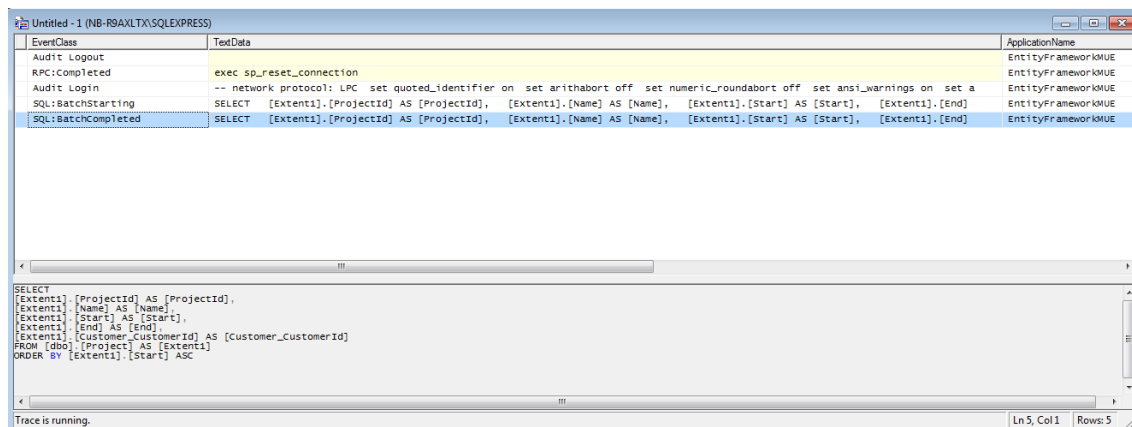 Untitled - 1 (NB-R9AXLTX\SQLEXPRESS)
EventClass TextData ApplicationName
Audit Logout EntityFrameworkMUE
RPC:Completed exec sp_reset_connection EntityFrameworkMUE
Audit Login -- network protocol: LPC set quoted_identifier on set arithabort off set numeric_roundabort off set ansi_warnings on set a EntityFrameworkMUE
SQL:BatchStarting SELECT [Extent1].[ProjectId] AS [ProjectId], [Extent1].[Name] AS [Name], [Extent1].[Start] AS [Start], [Extent1].[End] EntityFrameworkMUE
SQL:BatchCompleted SELECT [Extent1].[ProjectId] AS [ProjectId], [Extent1].[Name] AS [Name], [Extent1].[Start] AS [Start], [Extent1].[End] EntityFrameworkMUE
SELECT
[Extent1].[ProjectId] AS [ProjectId],
[Extent1].[Name] AS [Name],
[Extent1].[Start] AS [Start],
[Extent1].[End] AS [End],
[Extent1].[Customer_CustomerId] AS [Customer_CustomerId]
FROM [dbo].[Project] AS [Extent1]
ORDER BY [Extent1].[Start] ASC
Trace is running. Ln 5, Col 1 Rows: 5